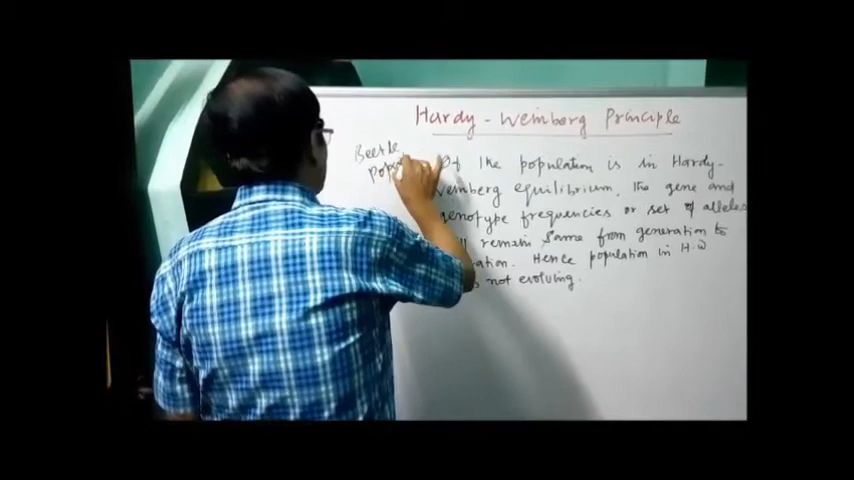 Hardy - Weinberg Principle
Beetle
If the population is in Hardy-
Weinberg equilibrium, the gene and
genotype frequencies or set of alleles
remain same from generation to
Hence population in H.W
not evolving.